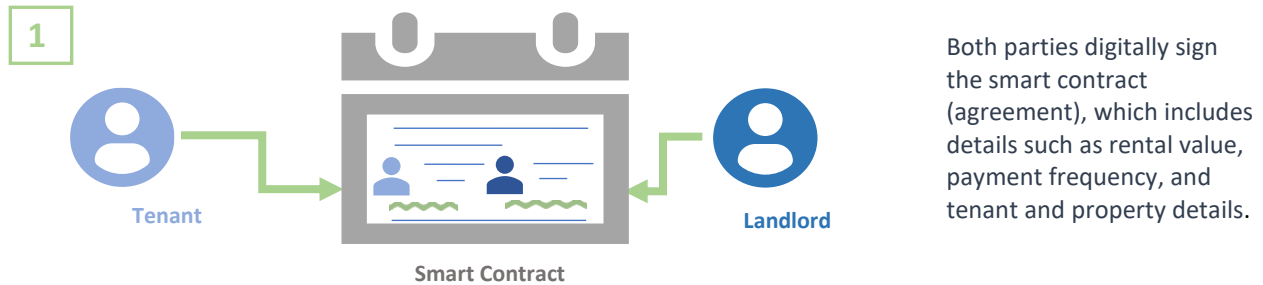 1
Tenant
Smart Contract
Landlord
Both parties digitally sign
the smart contract
(agreement), which includes
details such as rental value,
payment frequency, and
tenant and property details.